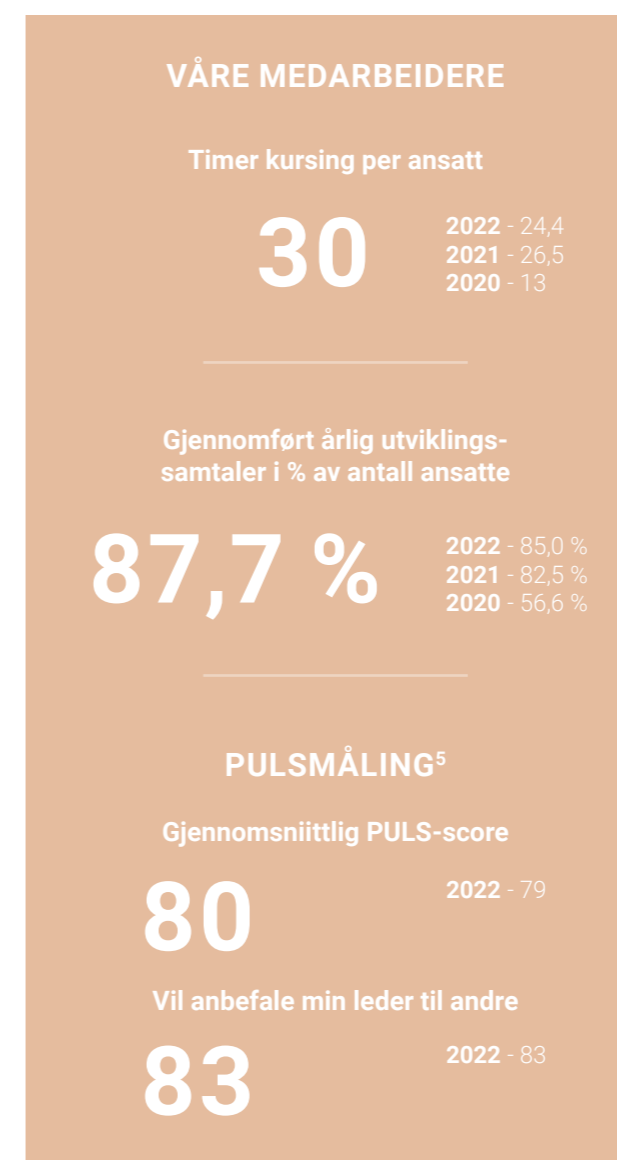 VÅRE MEDARBEIDERE
Timer kursing per ansatt
30
2022 - 24,4
2021 - 26,5
2020 - 13
Gjennomført årlig utviklings-
samtaler i % av antall ansatte
87,7 %
2022 - 85,0 %
2021 - 82,5 %
2020 - 56,6 %
PULSMÅLING⁵
Gjennomsniittlig PULS-score
80
2022 - 79
Vil anbefale min leder til andre
83
2022 - 83